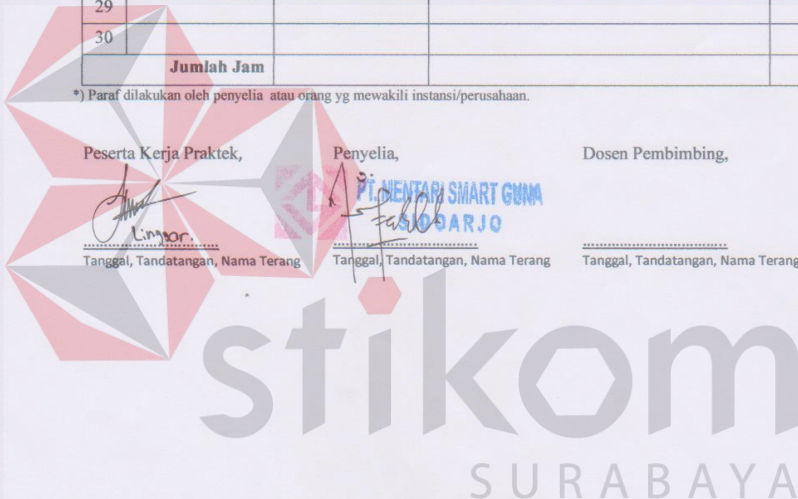 29
30
Jumlah Jam
*) Paraf dilakukan oleh penyelia atau orang yg mewakili instansi/perusahaan.
Peserta Kerja Praktek, Penyelia, Dosen Pembimbing,
PT. MENTARI SMART GUNA
SIDOARJO
Tanggal, Tandatangan, Nama Terang Tanggal, Tandatangan, Nama Terang Tanggal, Tandatangan, Nama Terang
stikom
SURABAYA